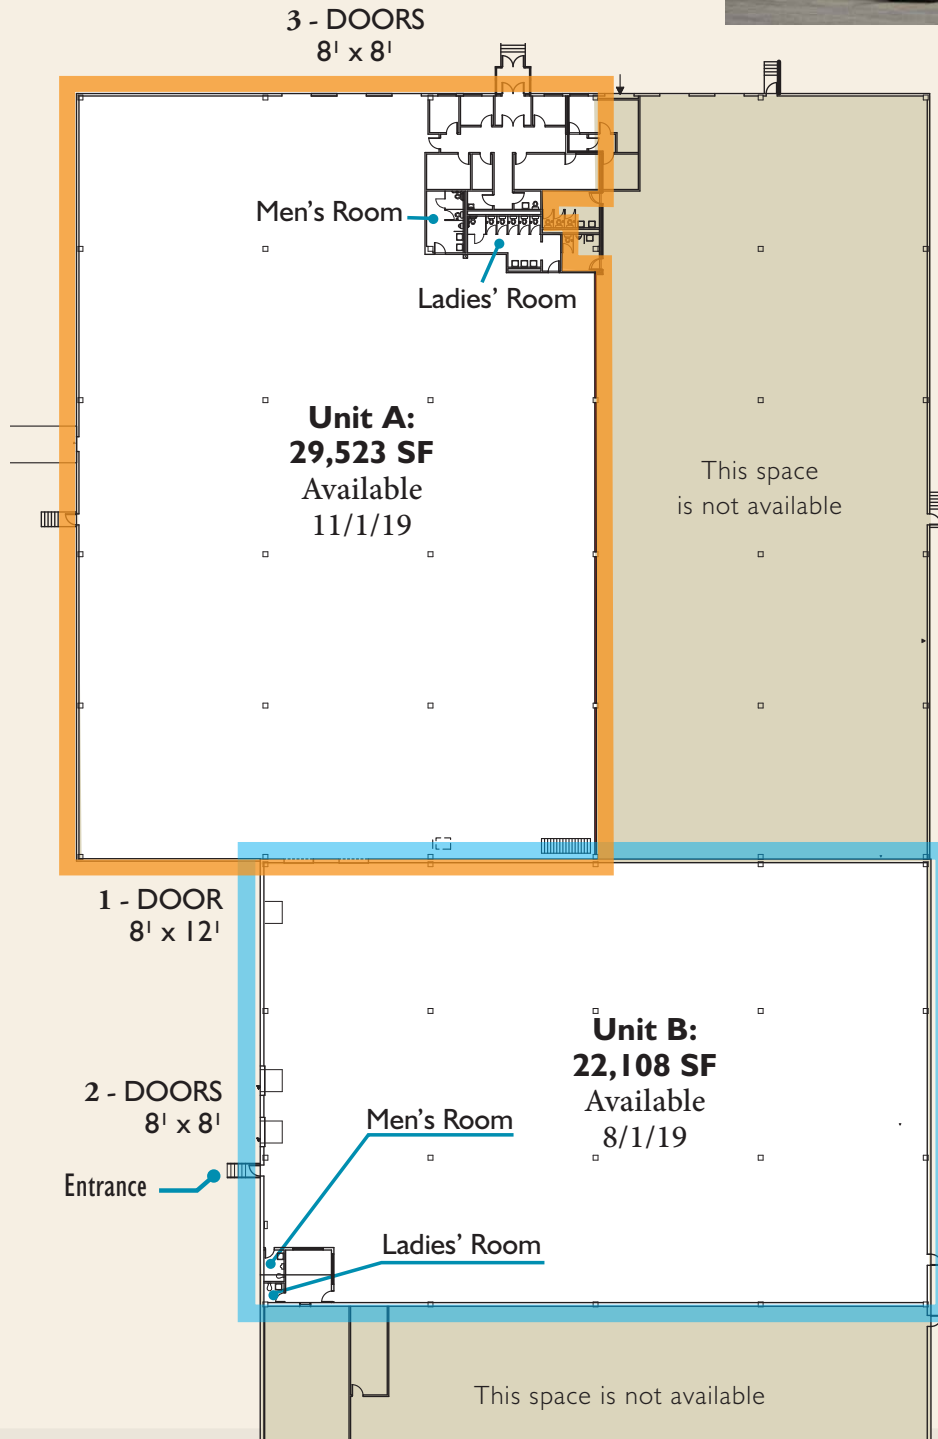 3 - DOORS
8' x 8'
Men's Room
Ladies' Room
Unit A:
29,523 SF
Available
11/1/19
This space
is not available
1 - DOOR
8' x 12'
Unit B:
22,108 SF
Available
8/1/19
2 - DOORS
8' x 8'
Men's Room
Entrance
Ladies' Room
This space is not available